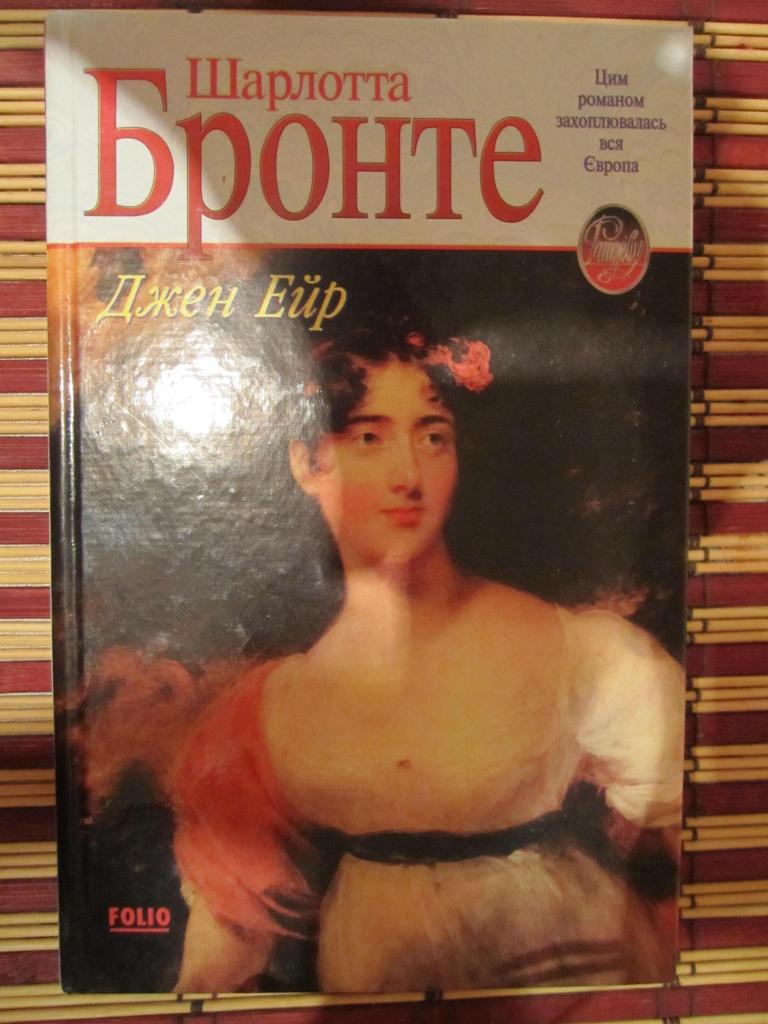 Шарлотта
Бронте
Цим
романом
захоплювалась
вся
Європа
Джен Ейр
FOLIO